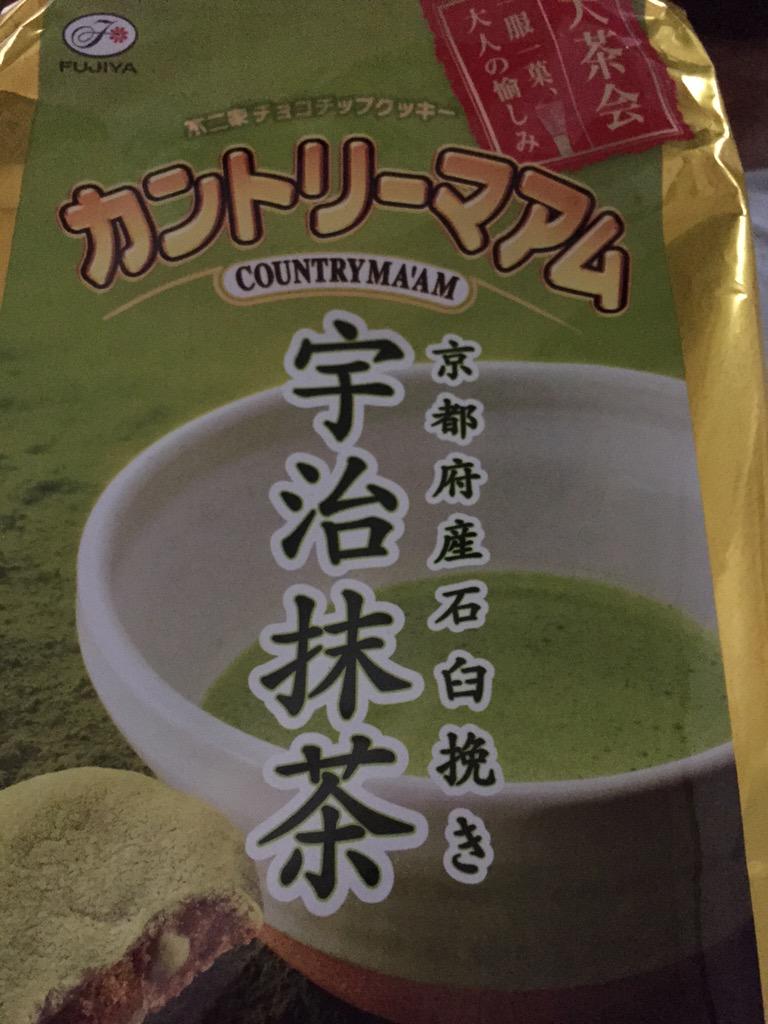 FUJIYA
大茶会
一服一菓、
大人の愉しみ
不二家チョコチップクッキー
カントリーマアム
COUNTRY MA'AM
京都府産石臼挽き
宇治抹茶